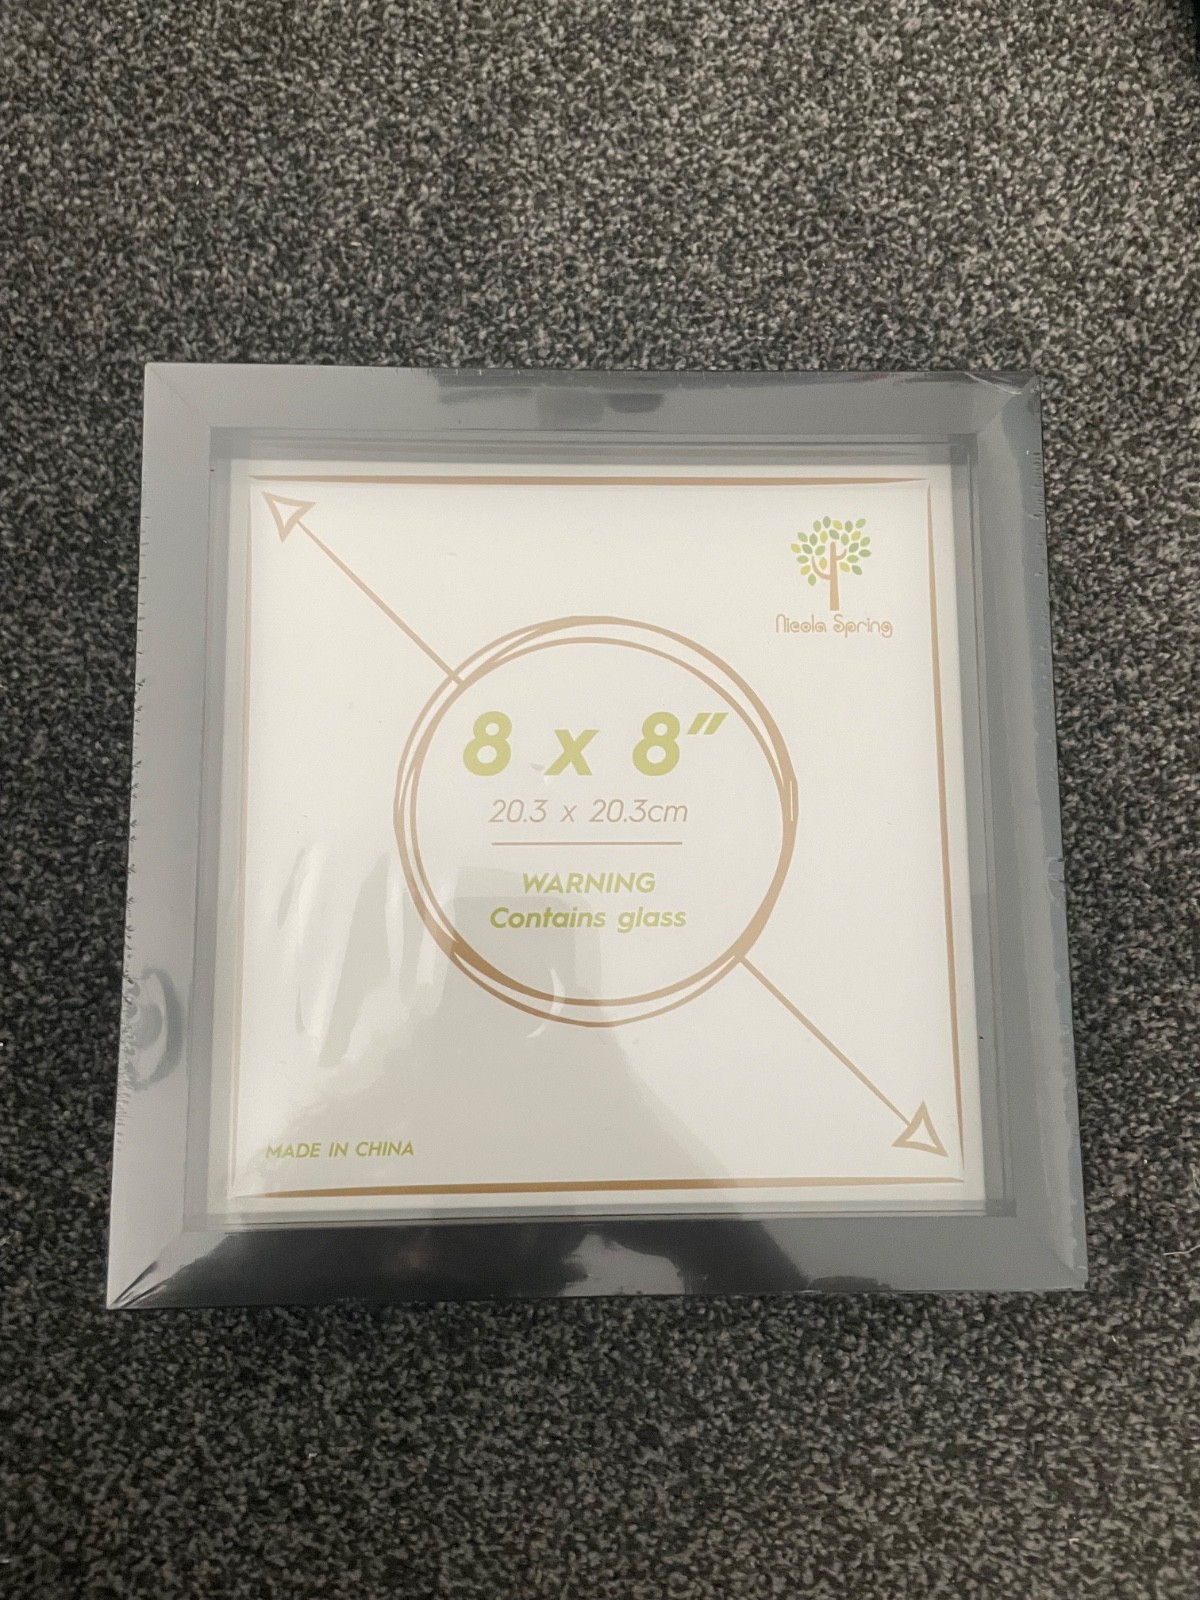 Nicola Spring
8 x 8"
20.3 x 20.3cm
WARNING
Contains glass
MADE IN CHINA